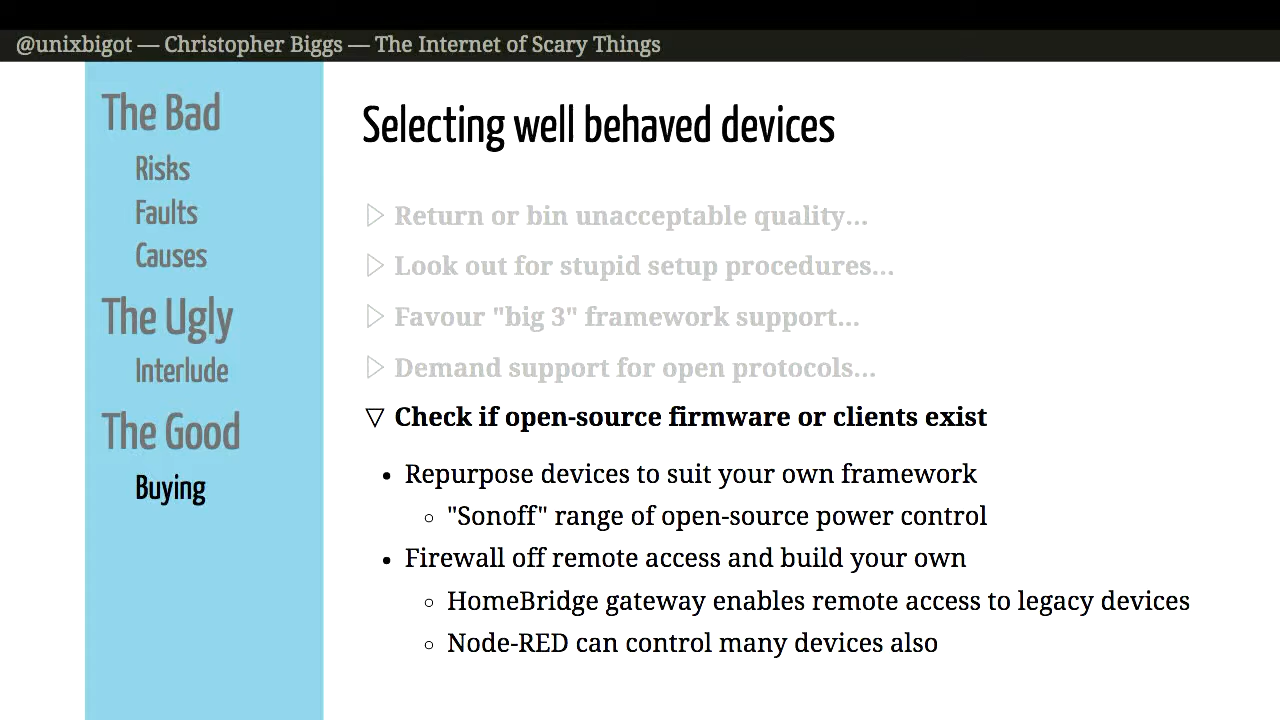 @unixbigot — Christopher Biggs — The Internet of Scary Things
The Bad
Risks
Faults
Causes
The Ugly
Interlude
The Good
Buying
Selecting well behaved devices
▷ Return or bin unacceptable quality...
▷ Look out for stupid setup procedures...
▷ Favour "big 3" framework support...
▷ Demand support for open protocols...
▽ Check if open-source firmware or clients exist
• Repurpose devices to suit your own framework
○ "Sonoff" range of open-source power control
• Firewall off remote access and build your own
○ HomeBridge gateway enables remote access to legacy devices
○ Node-RED can control many devices also